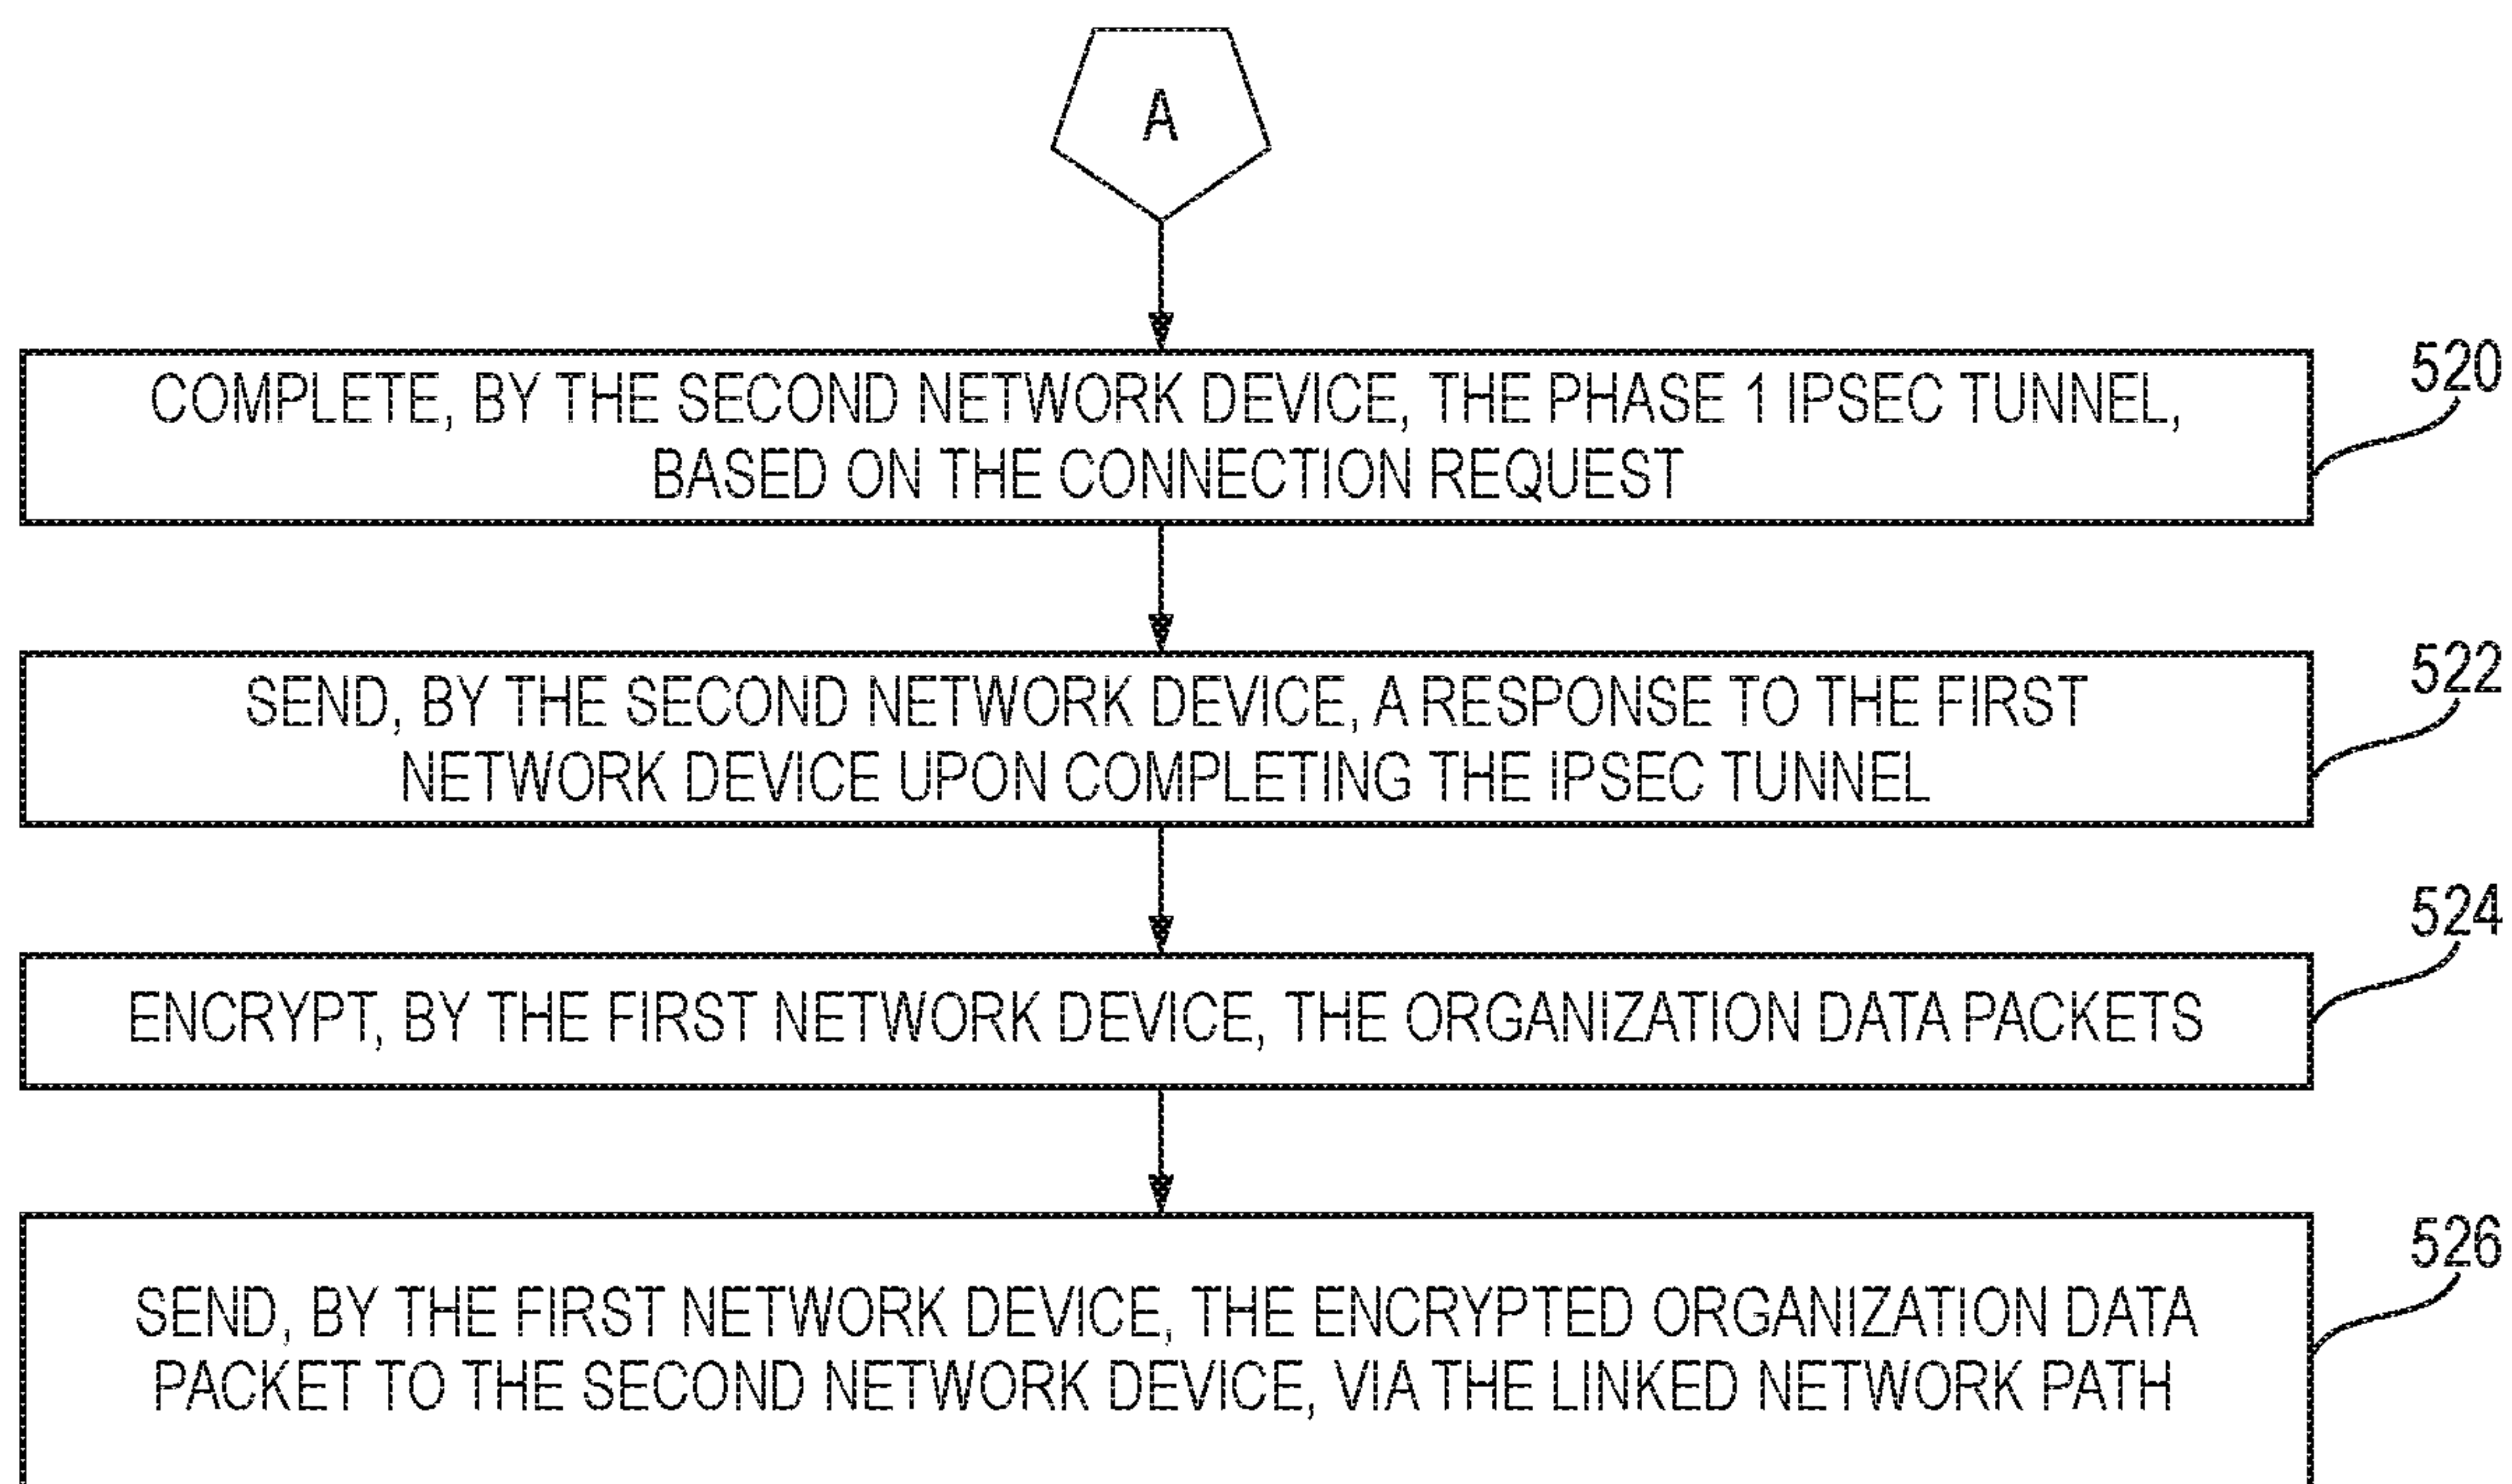 A
520
COMPLETE, BY THE SECOND NETWORK DEVICE, THE PHASE 1 IPSEC TUNNEL,
BASED ON THE CONNECTION REQUEST
522
SEND, BY THE SECOND NETWORK DEVICE, A RESPONSE TO THE FIRST
NETWORK DEVICE UPON COMPLETING THE IPSEC TUNNEL
524
ENCRYPT, BY THE FIRST NETWORK DEVICE, THE ORGANIZATION DATA PACKETS
526
SEND, BY THE FIRST NETWORK DEVICE, THE ENCRYPTED ORGANIZATION DATA
PACKET TO THE SECOND NETWORK DEVICE, VIA THE LINKED NETWORK PATH